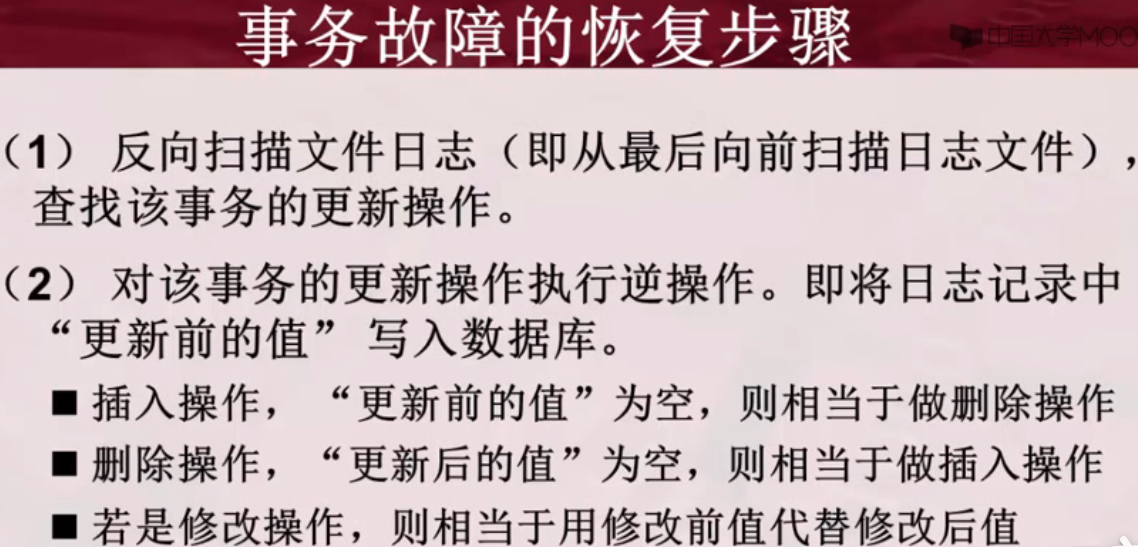 事务故障的恢复步骤
中国大学MOO
（1） 反向扫描文件日志（即从最后向前扫描日志文件），
查找该事务的更新操作。
（2） 对该事务的更新操作执行逆操作。即将日志记录中
“更新前的值” 写入数据库。
■ 插入操作， “更新前的值”为空，则相当于做删除操作
■ 删除操作，“更新后的值”为空，则相当于做插入操作
■ 若是修改操作，则相当于用修改前值代替修改后值